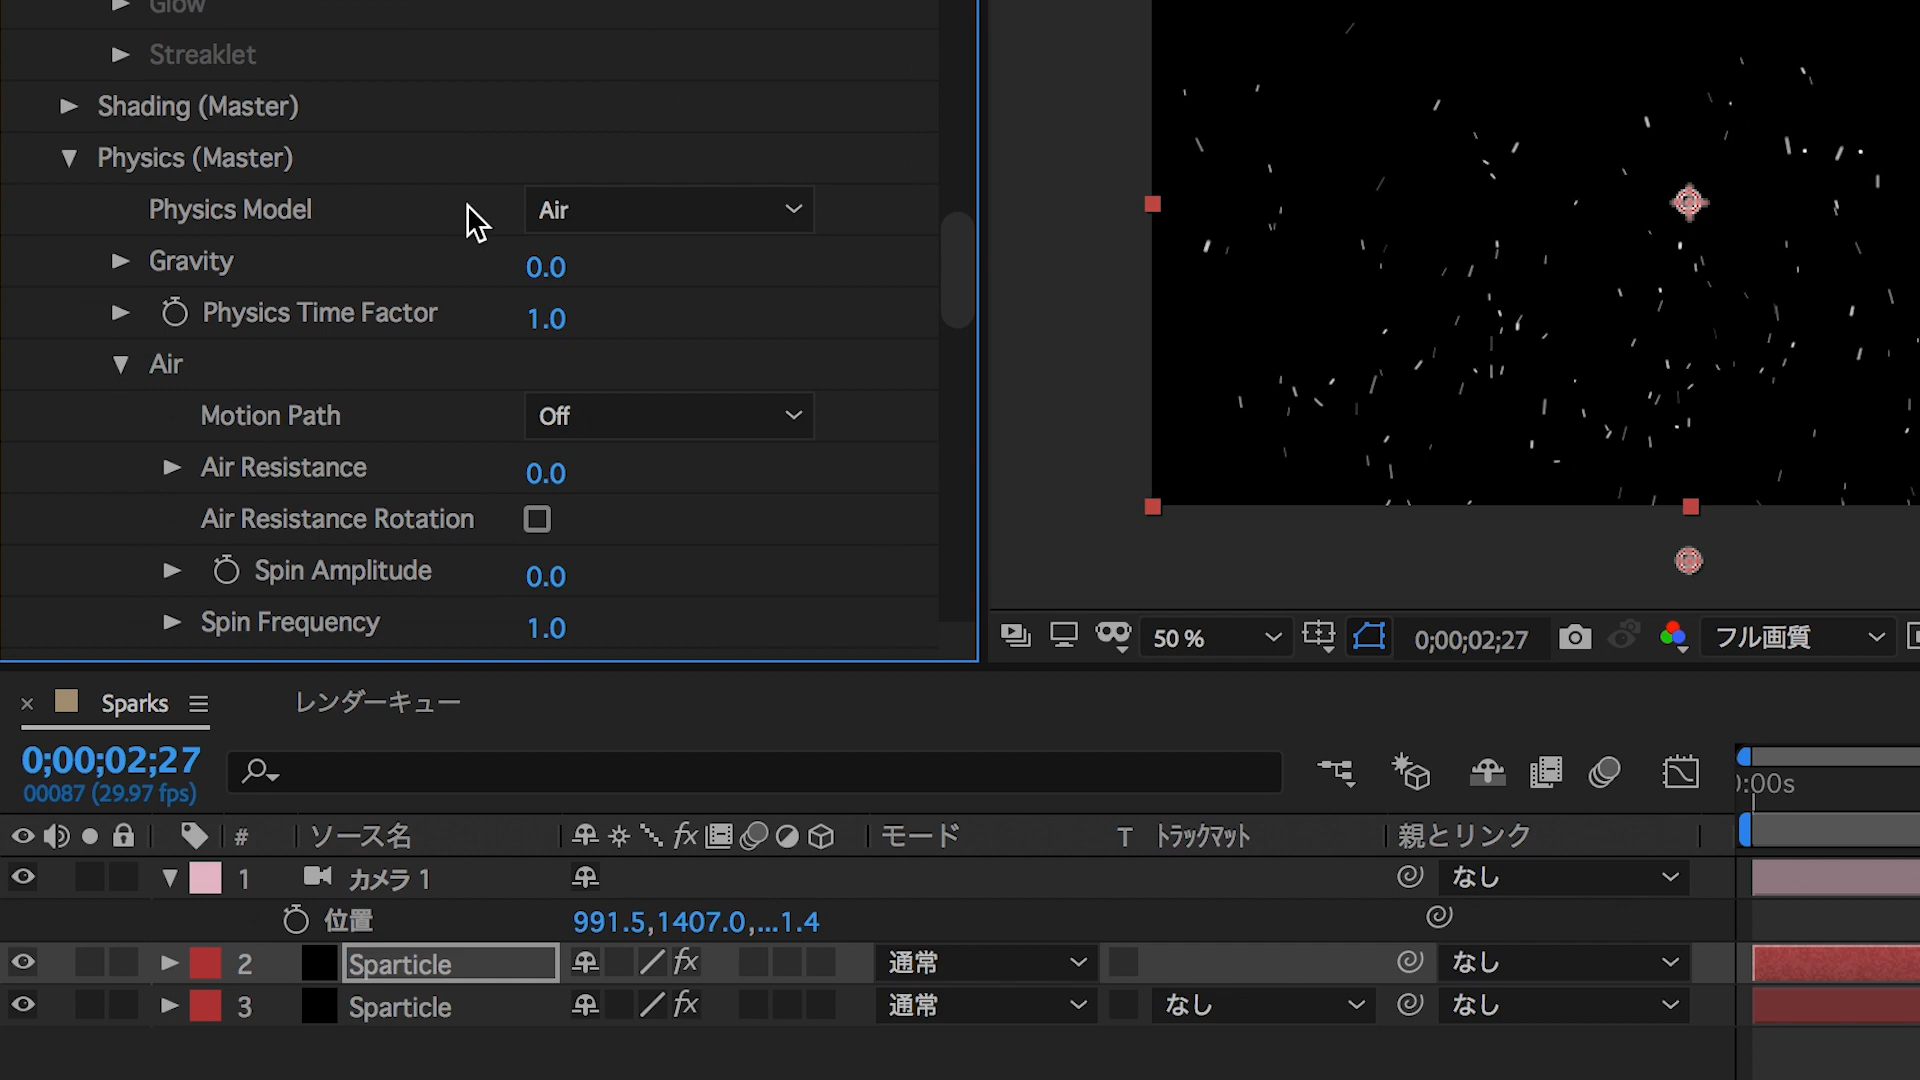 Glow
Streaklet
Shading (Master)
Physics (Master)
Physics Model Air
Gravity 0.0
Physics Time Factor 1.0
Air
Motion Path Off
Air Resistance 0.0
Air Resistance Rotation
Spin Amplitude 0.0
Spin Frequency 1.0
50 % 0;00;02;27 フル画質
× Sparks レンダーキュー
0;00;02;27
00087 (29.97 fps)
:00s
# ソース名 fx モード T トラックマット 親とリンク
1 カメラ 1 なし
位置 991.5,1407.0,...1.4
2 Sparticle fx 通常 なし
3 Sparticle fx 通常 なし なし